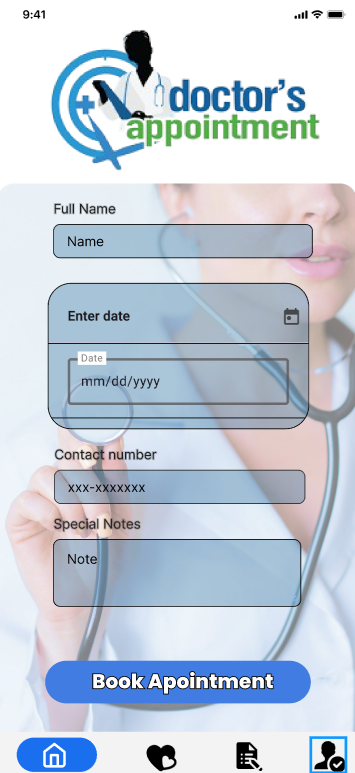 9:41
doctor's
appointment
Full Name
Name
Enter date
Date
mm/dd/yyyy
Contact number
xxx-xxxxxxx
Special Notes
Note
Book Apointment